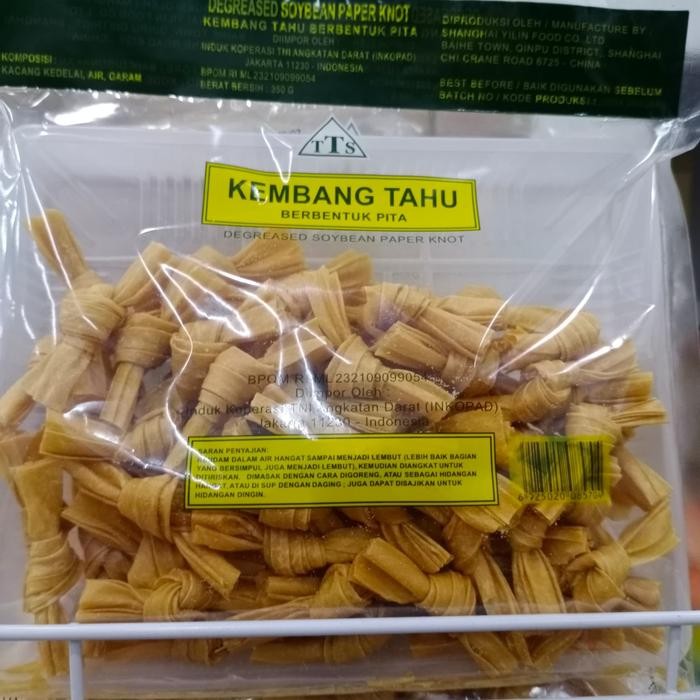 DEGREASED SOYBEAN PAPER KNOT
KEMBANG TAHU BERBENTUK PITA
DIIMPOR OLEH
INDUK KOPERASI TNI ANGKATAN DARAT (INKOPAD)
JAKARTA 11230 - INDONESIA
BPOM RI ML 232109099054
BERAT BERSIH : 350 G
KOMPOSISI
KACANG KEDELAI, AIR, GARAM
DIPRODUKSI OLEH / MANUFACTURE BY :
SHANGHAI YILIN FOOD CO., LTD
BAIHE TOWN, QINPU DISTRICT, SHANGHAI
CHI CRANE ROAD 6725 - CHINA
BEST BEFORE / BAIK DIGUNAKAN SEBELUM
BATCH NO / KODE PRODUKSI :
TTS
KEMBANG TAHU
BERBENTUK PITA
DEGREASED SOYBEAN PAPER KNOT
BPOM RI ML232109099054
Diimpor Oleh :
Induk Koperasi TNI Angkatan Darat (INKOPAD)
Jakarta 11230 - Indonesia
SARAN PENYAJIAN:
RENDAM DALAM AIR HANGAT SAMPAI MENJADI LEMBUT (LEBIH BAIK BAGIAN
YANG BERSIMPUL JUGA MENJADI LEMBUT), KEMUDIAN DIANGKAT UNTUK
DITIRISKAN. DIMASAK DENGAN CARA DIGORENG, ATAU SEBAGAI HIDANGAN
HANGAT, ATAU DI SUP DENGAN DAGING ; JUGA DAPAT DISAJIKAN UNTUK
HIDANGAN DINGIN.